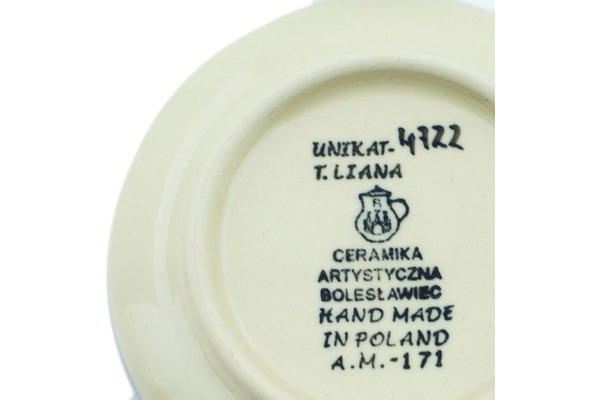 UNIKAT-4722
T. LIANA
B
CERAMIKA
ARTYSTYCZNA
BOLESŁAWIEC
HAND MADE
IN POLAND
A.M.-171